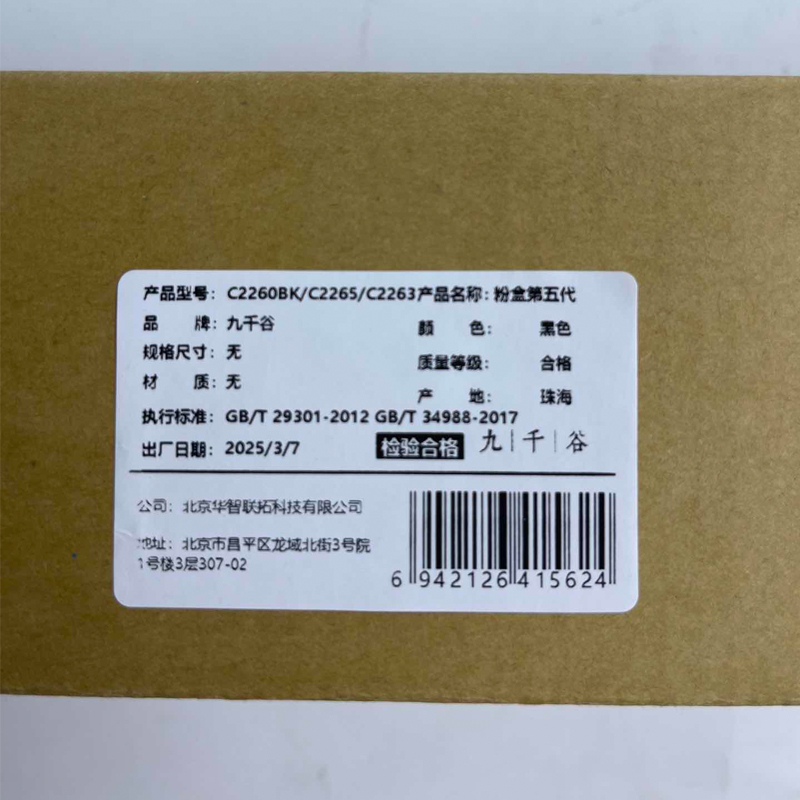 产品型号：C2260BK/C2265/C2263产品名称：粉盒第五代
品 牌：九千谷 颜 色：黑色
规格尺寸：无 质量等级：合格
材 质：无 产 地：珠海
执行标准：GB/T 29301-2012 GB/T 34988-2017
出厂日期：2025/3/7 检验合格 九|千|谷
公司：北京华智联拓科技有限公司
地址：北京市昌平区龙域北街3号院
1号楼3层307-02
6 942126 415624